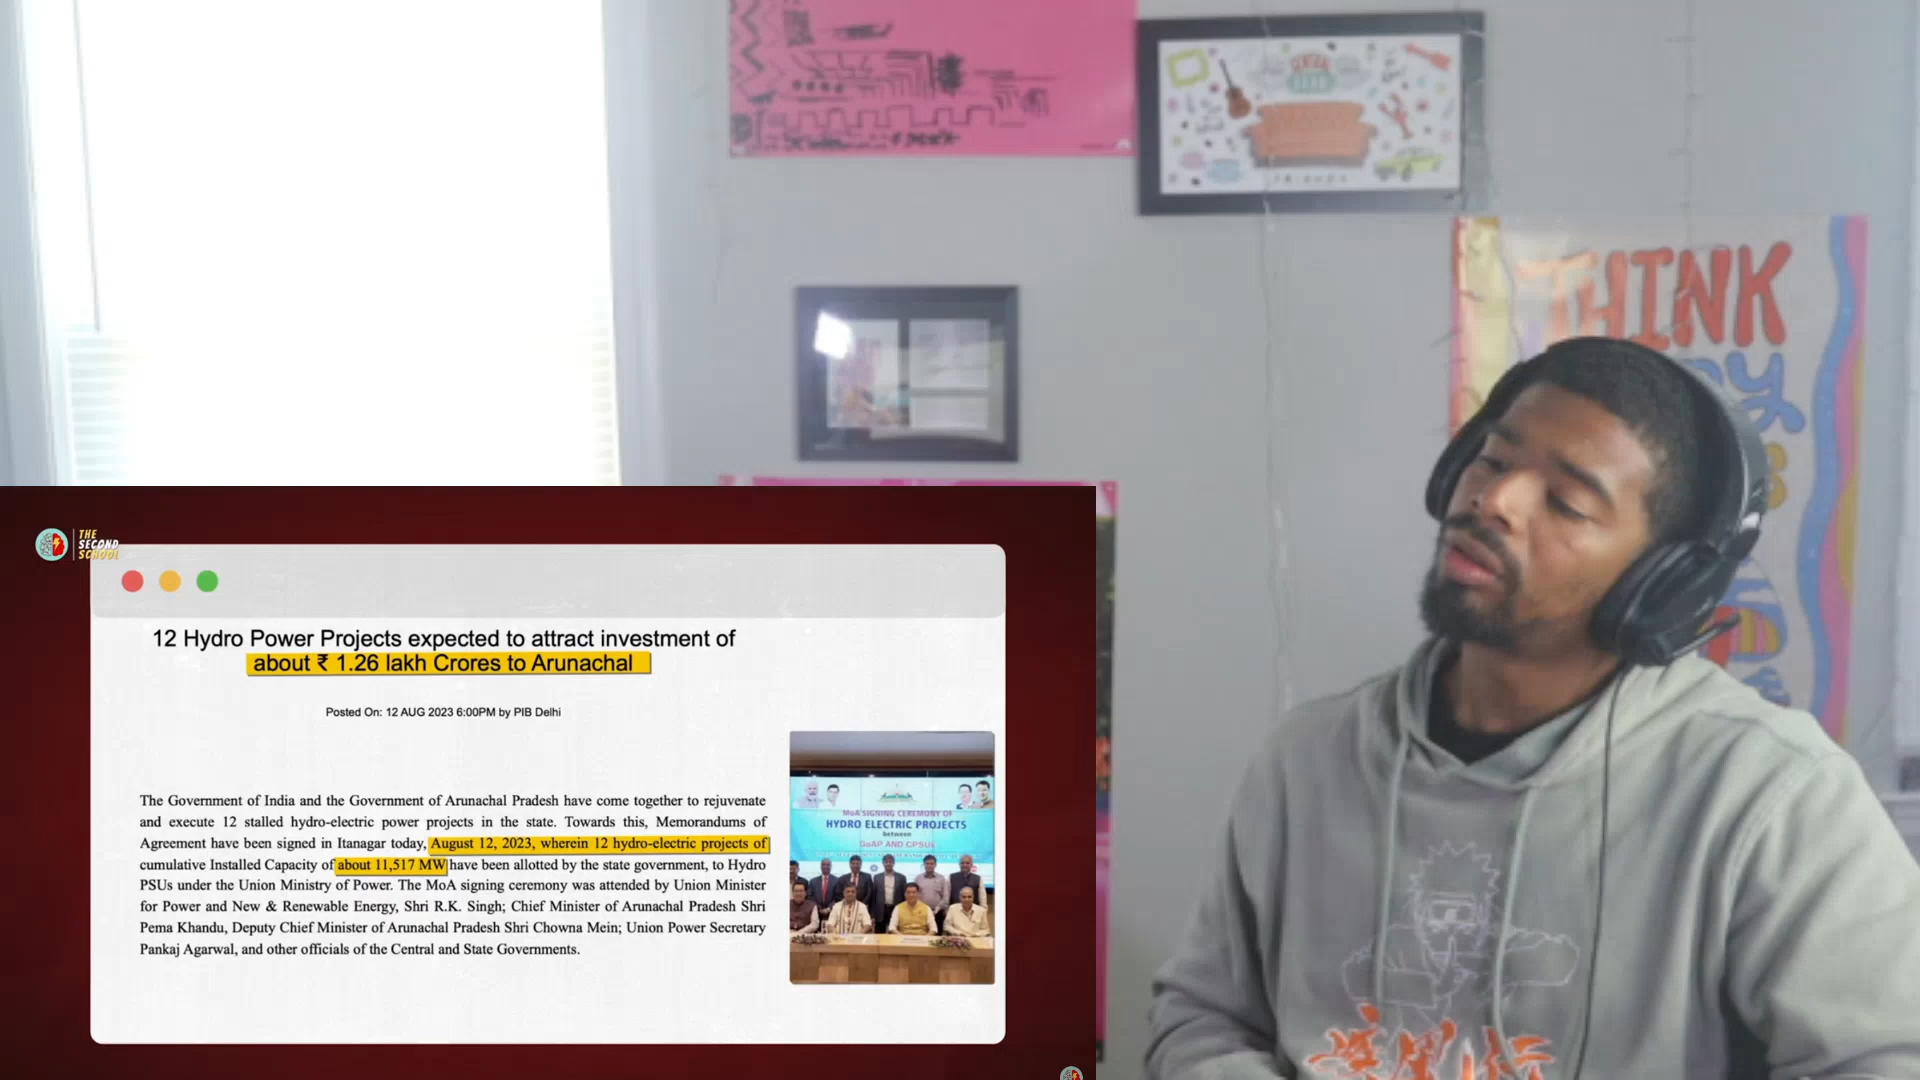 THINK
FRIENDS
THE
SECOND
SCHOOL
12 Hydro Power Projects expected to attract investment of
about ₹ 1.26 lakh Crores to Arunachal
Posted On: 12 AUG 2023 6:00PM by PIB Delhi
The Government of India and the Government of Arunachal Pradesh have come together to rejuvenate
and execute 12 stalled hydro-electric power projects in the state. Towards this, Memorandums of
Agreement have been signed in Itanagar today, August 12, 2023, wherein 12 hydro-electric projects of
cumulative Installed Capacity of about 11,517 MW have been allotted by the state government, to Hydro
PSUs under the Union Ministry of Power. The MoA signing ceremony was attended by Union Minister
for Power and New & Renewable Energy, Shri R.K. Singh; Chief Minister of Arunachal Pradesh Shri
Pema Khandu, Deputy Chief Minister of Arunachal Pradesh Shri Chowna Mein; Union Power Secretary
Pankaj Agarwal, and other officials of the Central and State Governments.
MoA SIGNING CEREMONY OF
HYDRO ELECTRIC PROJECTS
between
GoAP AND CPSUs